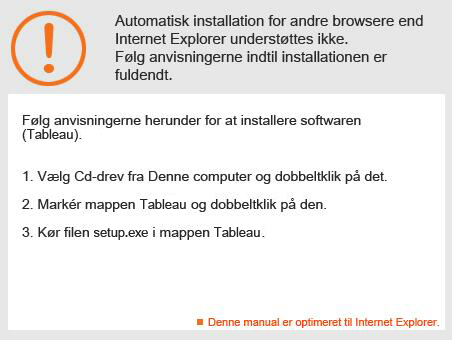 Automatisk installation for andre browsere end
Internet Explorer understøttes ikke.
Følg anvisningerne indtil installationen er
fuldendt.
Følg anvisningerne herunder for at installere softwaren
(Tableau).
1. Vælg Cd-drev fra Denne computer og dobbeltklik på det.
2. Markér mappen Tableau og dobbeltklik på den.
3. Kør filen setup.exe i mappen Tableau.
Denne manual er optimeret til Internet Explorer.